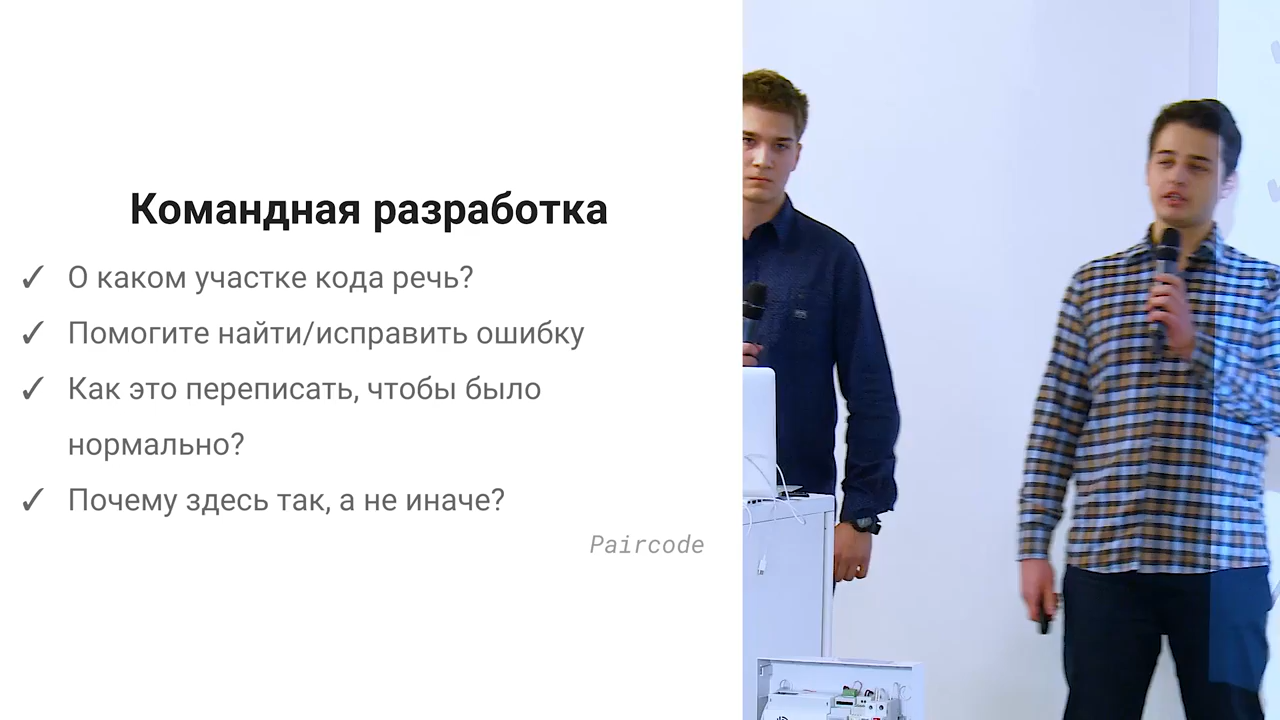 Командная разработка
✓ О каком участке кода речь?
✓ Помогите найти/исправить ошибку
✓ Как это переписать, чтобы было
нормально?
✓ Почему здесь так, а не иначе?
Paircode